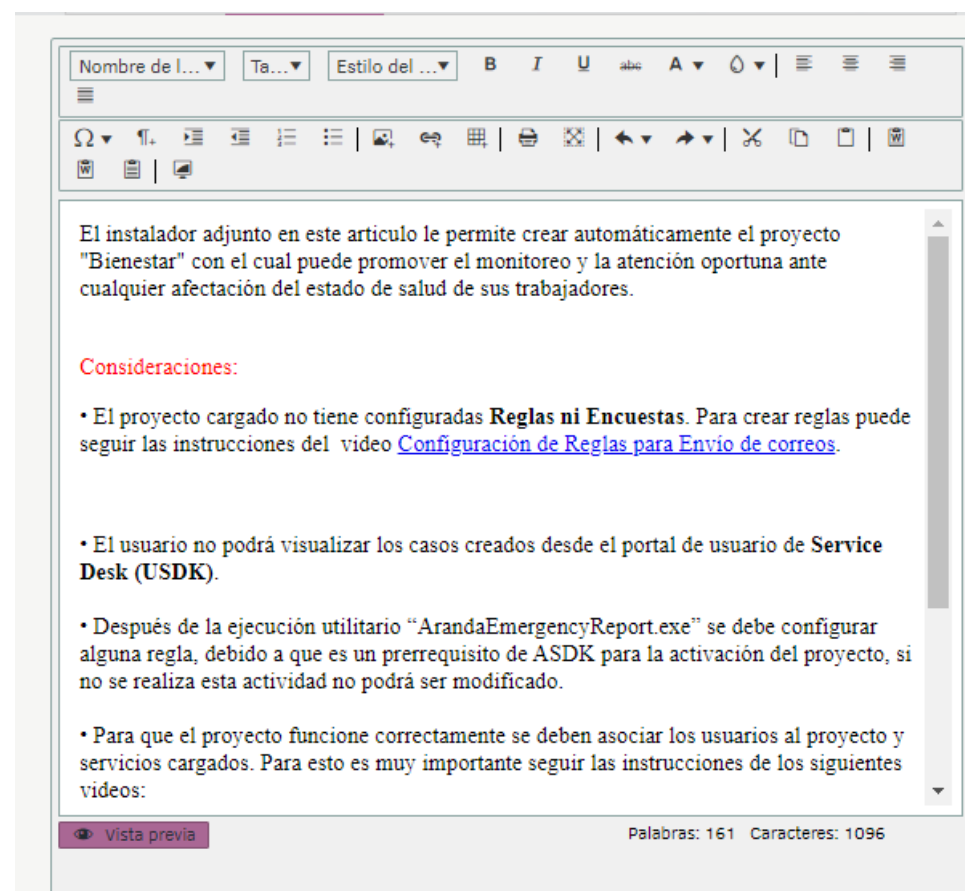 Nombre de l...▼ Ta...▼ Estilo del ...▼ B I U abc A ▼
Ω ▼ ¶+
El instalador adjunto en este articulo le permite crear automáticamente el proyecto
"Bienestar" con el cual puede promover el monitoreo y la atención oportuna ante
cualquier afectación del estado de salud de sus trabajadores.
Consideraciones:
• El proyecto cargado no tiene configuradas Reglas ni Encuestas. Para crear reglas puede
seguir las instrucciones del video Configuración de Reglas para Envío de correos.
• El usuario no podrá visualizar los casos creados desde el portal de usuario de Service
Desk (USDK).
• Después de la ejecución utilitario “ArandaEmergencyReport.exe” se debe configurar
alguna regla, debido a que es un prerrequisito de ASDK para la activación del proyecto, si
no se realiza esta actividad no podrá ser modificado.
• Para que el proyecto funcione correctamente se deben asociar los usuarios al proyecto y
servicios cargados. Para esto es muy importante seguir las instrucciones de los siguientes
videos:
Vista previa Palabras: 161 Caracteres: 1096